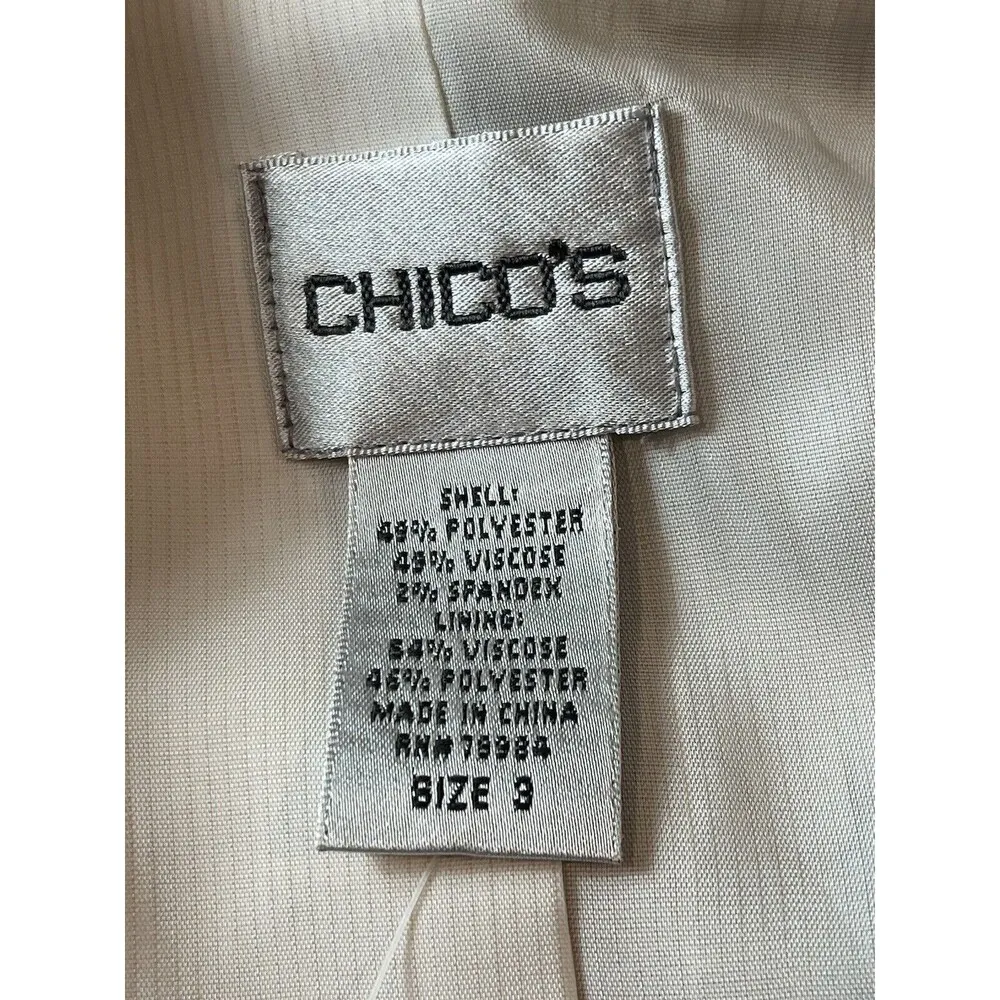 CHICO'S
SHELL:
49% POLYESTER
49% VISCOSE
2% SPANDEX
LINING:
54% VISCOSE
46% POLYESTER
MADE IN CHINA
RN# 79984
SIZE 3